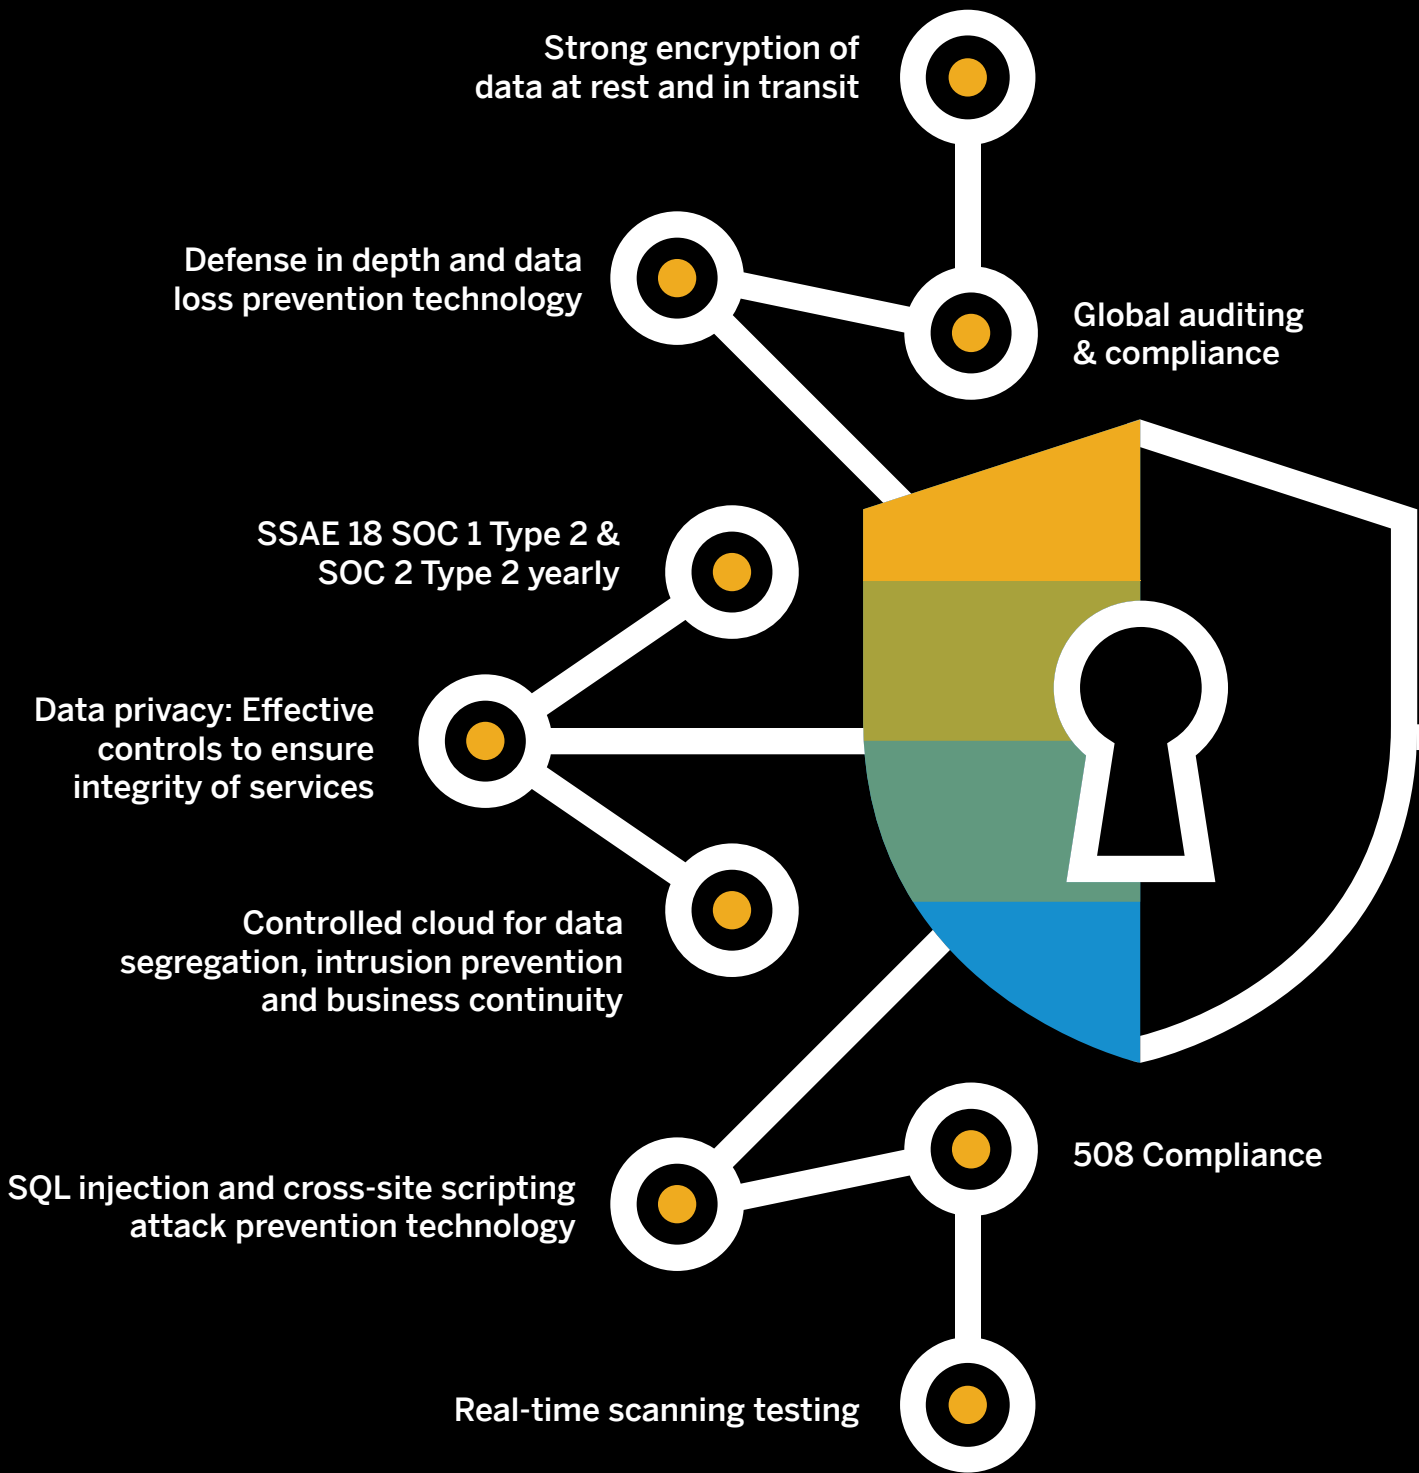 Strong encryption of
data at rest and in transit
Defense in depth and data
loss prevention technology
Global auditing
& compliance
SSAE 18 SOC 1 Type 2 &
SOC 2 Type 2 yearly
Data privacy: Effective
controls to ensure
integrity of services
Controlled cloud for data
segregation, intrusion prevention
and business continuity
508 Compliance
SQL injection and cross-site scripting
attack prevention technology
Real-time scanning testing